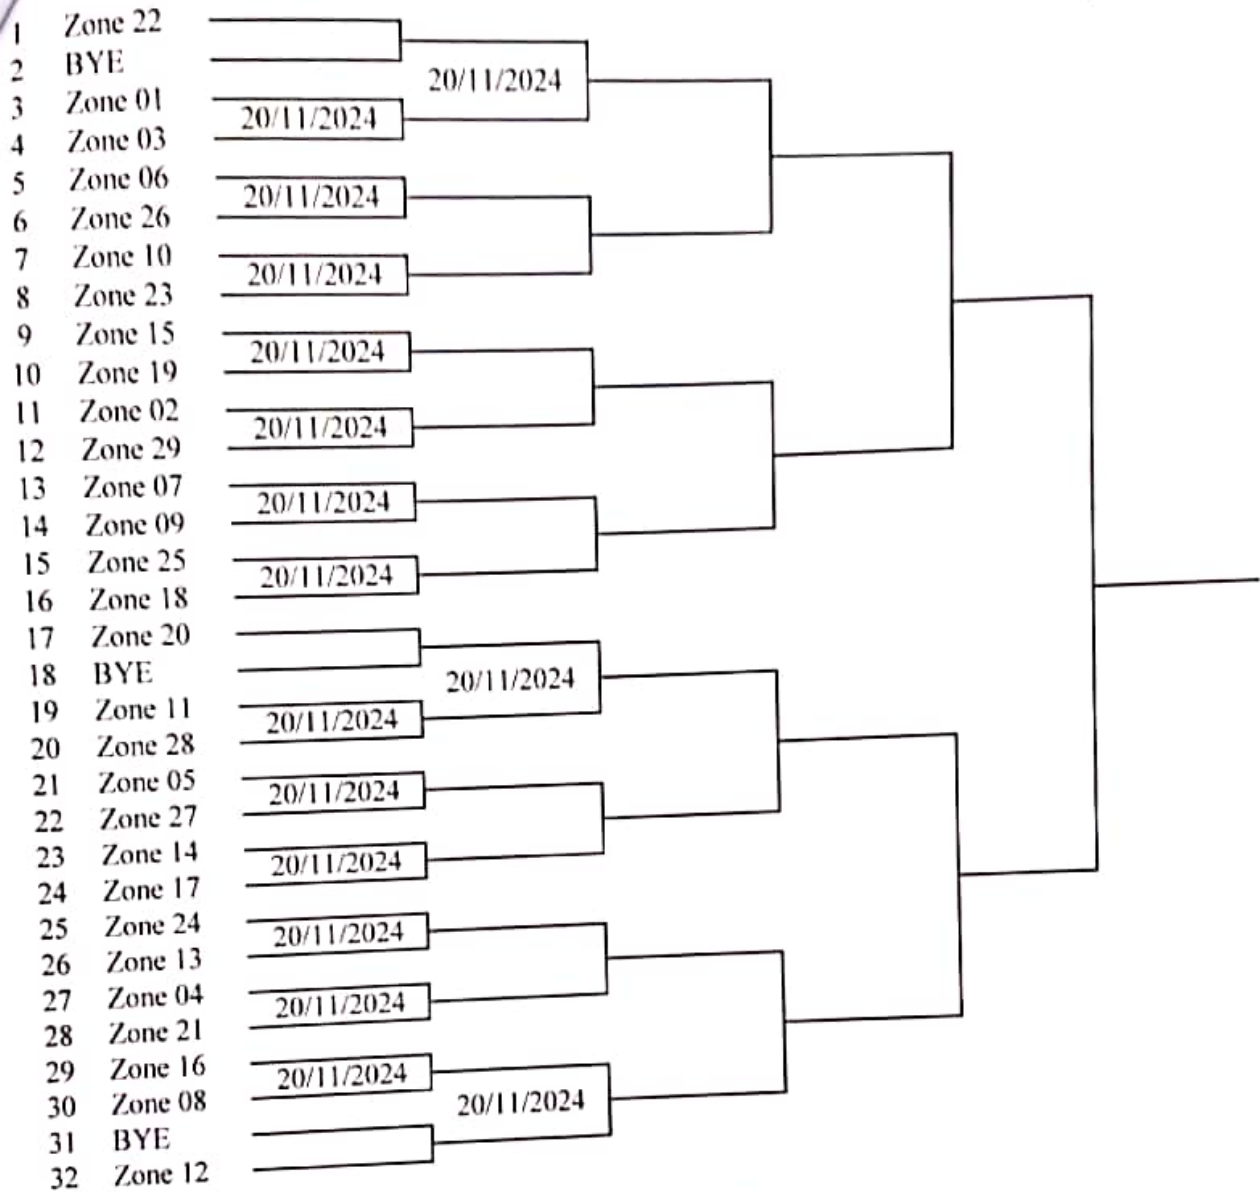 1 Zone 22
2 BYE
20/11/2024
3 Zone 01
20/11/2024
4 Zone 03
5 Zone 06
20/11/2024
6 Zone 26
7 Zone 10
20/11/2024
8 Zone 23
9 Zone 15
20/11/2024
10 Zone 19
11 Zone 02
20/11/2024
12 Zone 29
13 Zone 07
20/11/2024
14 Zone 09
15 Zone 25
20/11/2024
16 Zone 18
17 Zone 20
18 BYE
20/11/2024
19 Zone 11
20/11/2024
20 Zone 28
21 Zone 05
20/11/2024
22 Zone 27
23 Zone 14
20/11/2024
24 Zone 17
25 Zone 24
20/11/2024
26 Zone 13
27 Zone 04
20/11/2024
28 Zone 21
29 Zone 16
20/11/2024
30 Zone 08
20/11/2024
31 BYE
32 Zone 12